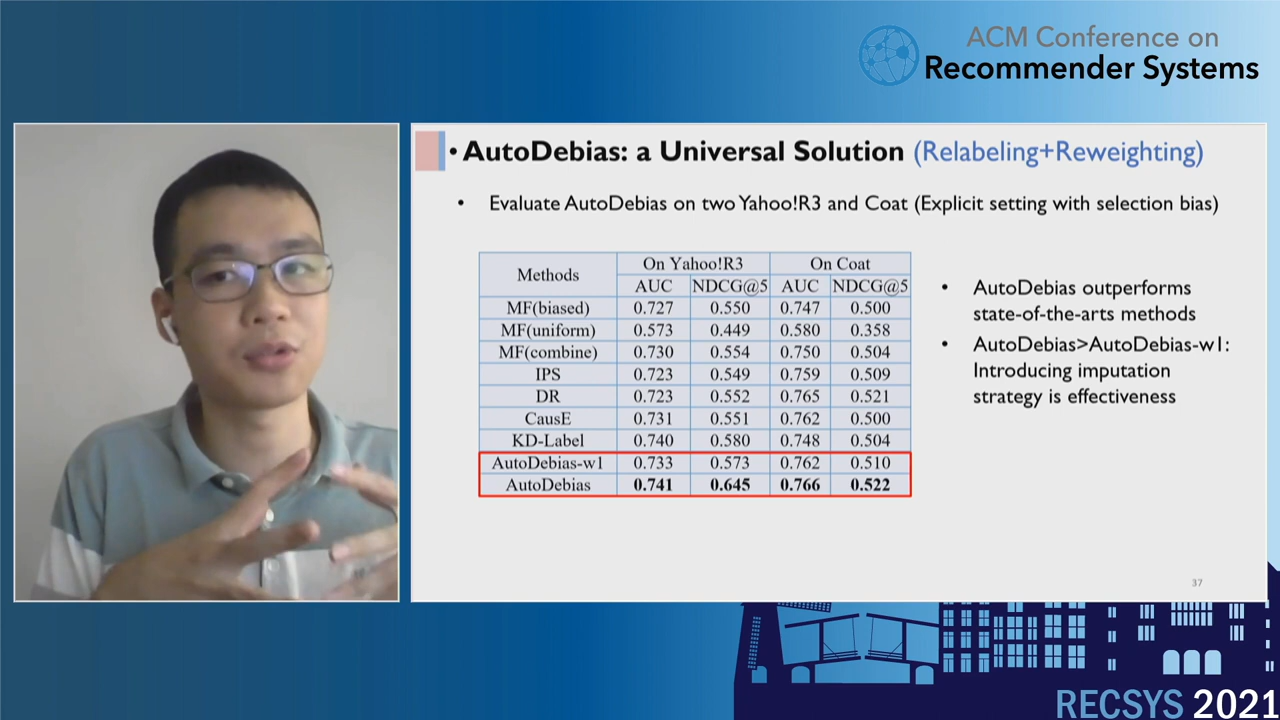 ACM Conference on
Recommender Systems
• AutoDebias: a Universal Solution (Relabeling+Reweighting)
• Evaluate AutoDebias on two Yahoo!R3 and Coat (Explicit setting with selection bias)
Methods On Yahoo!R3 On Coat
AUC NDCG@5 AUC NDCG@5
MF(biased) 0.727 0.550 0.747 0.500
MF(uniform) 0.573 0.449 0.580 0.358
MF(combine) 0.730 0.554 0.750 0.504
IPS 0.723 0.549 0.759 0.509
DR 0.723 0.552 0.765 0.521
CausE 0.731 0.551 0.762 0.500
KD-Label 0.740 0.580 0.748 0.504
AutoDebias-w1 0.733 0.573 0.762 0.510
AutoDebias 0.741 0.645 0.766 0.522
• AutoDebias outperforms
state-of-the-arts methods
• AutoDebias>AutoDebias-w1:
Introducing imputation
strategy is effectiveness
37
RECSYS 2021